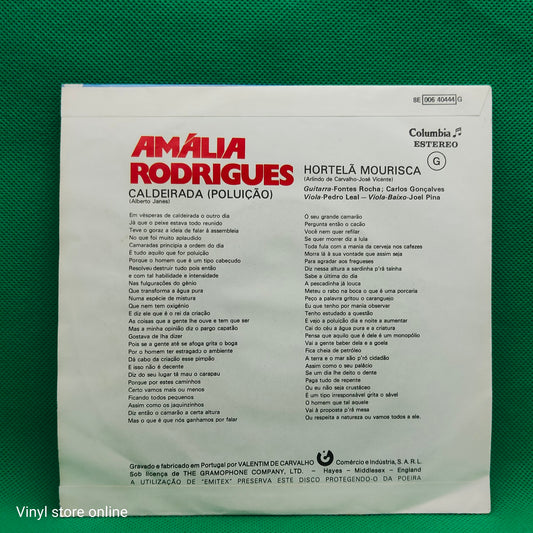 8E 006 40444 G
Columbia
ESTEREO
G
AMÁLIA
RODRIGUES
CALDEIRADA (POLUIÇÃO)
(Alberto Janes)
HORTELÃ MOURISCA
(Arlindo de Carvalho-José Vicente)
Guitarra-Fontes Rocha; Carlos Gonçalves
Viola-Pedro Leal – Viola-Baixo-Joel Pina
Em vésperas de caldeirada o outro dia
Já que o peixe estava todo reunido
Teve o goraz a ideia de falar à assembleia
No que foi muito aplaudido
Camaradas principia a ordem do dia
E tudo aquilo que for poluição
Porque o homem que é um tipo cabeçudo
Resolveu destruir tudo pois então
e com tal habilidade e intensidade
Nas fulgurações do génio
Que transforma a água pura
Numa espécie de mistura
Que nem tem oxigénio
E diz ele que é o rei da criação
As coisas que a gente lhe ouve e tem que ser
Mas a minha opinião diz o pargo capatão
Gostava de lha dizer
Pois se a gente até se afoga grita o boga
Por o homem ter estragado o ambiente
Dá cabo da criação esse pimpão
E isso não é decente
Diz do seu lugar tá mau o carapau
Porque por estes caminhos
Certo vamos mais ou menos
Ficando todos pequenos
Assim como os jaquinzinhos
Diz então o camarão a certa altura
Mas o que é que nós ganhamos por falar
O seu grande camarão
Pergunta então o cação
Você nem quer refilar
Se quer morrer diz a lula
Toda fula com a mania da cerveja nos cafezes
Morra lá à sua vontade que assim seja
Para agradar aos fregueses
Diz nessa altura a sardinha p'rá tainha
Sabe a última do dia
A pescadinha já louca
Meteu o rabo na boca o que é uma porcaria
Peço a palavra gritou o caranguejo
Eu que tenho por mania observar
Tenho estudado a questão
E vejo a poluição dia e noite a aumentar
Cai do céu a água pura e a criatura
Pensa que aquilo que é dele é um monopólio
Vai a gente beber dela e a goela
Fica cheia de petróleo
A terra e o mar são p'ró cidadão
Assim como o seu palácio
Se um dia lhe deito o dente
Paga tudo de repente
Ou eu não seja crustáceo
É um tipo irresponsável grita o sável
O homem que tal aquele
Vai à proposta p'rá mesa
Ou respeita a natureza ou vamos todos a ele.
Gravado e fabricado em Portugal por VALENTIM DE CARVALHO Comércio e Indústria, S. A. R. L.
Sob licença de THE GRAMOPHONE COMPANY, LTD. – Hayes – Middlesex – England
A UTILIZAÇÃO DE "EMITEX" PRESERVA ESTE DISCO PROTEGENDO-O DA POEIRA
Vinyl store online